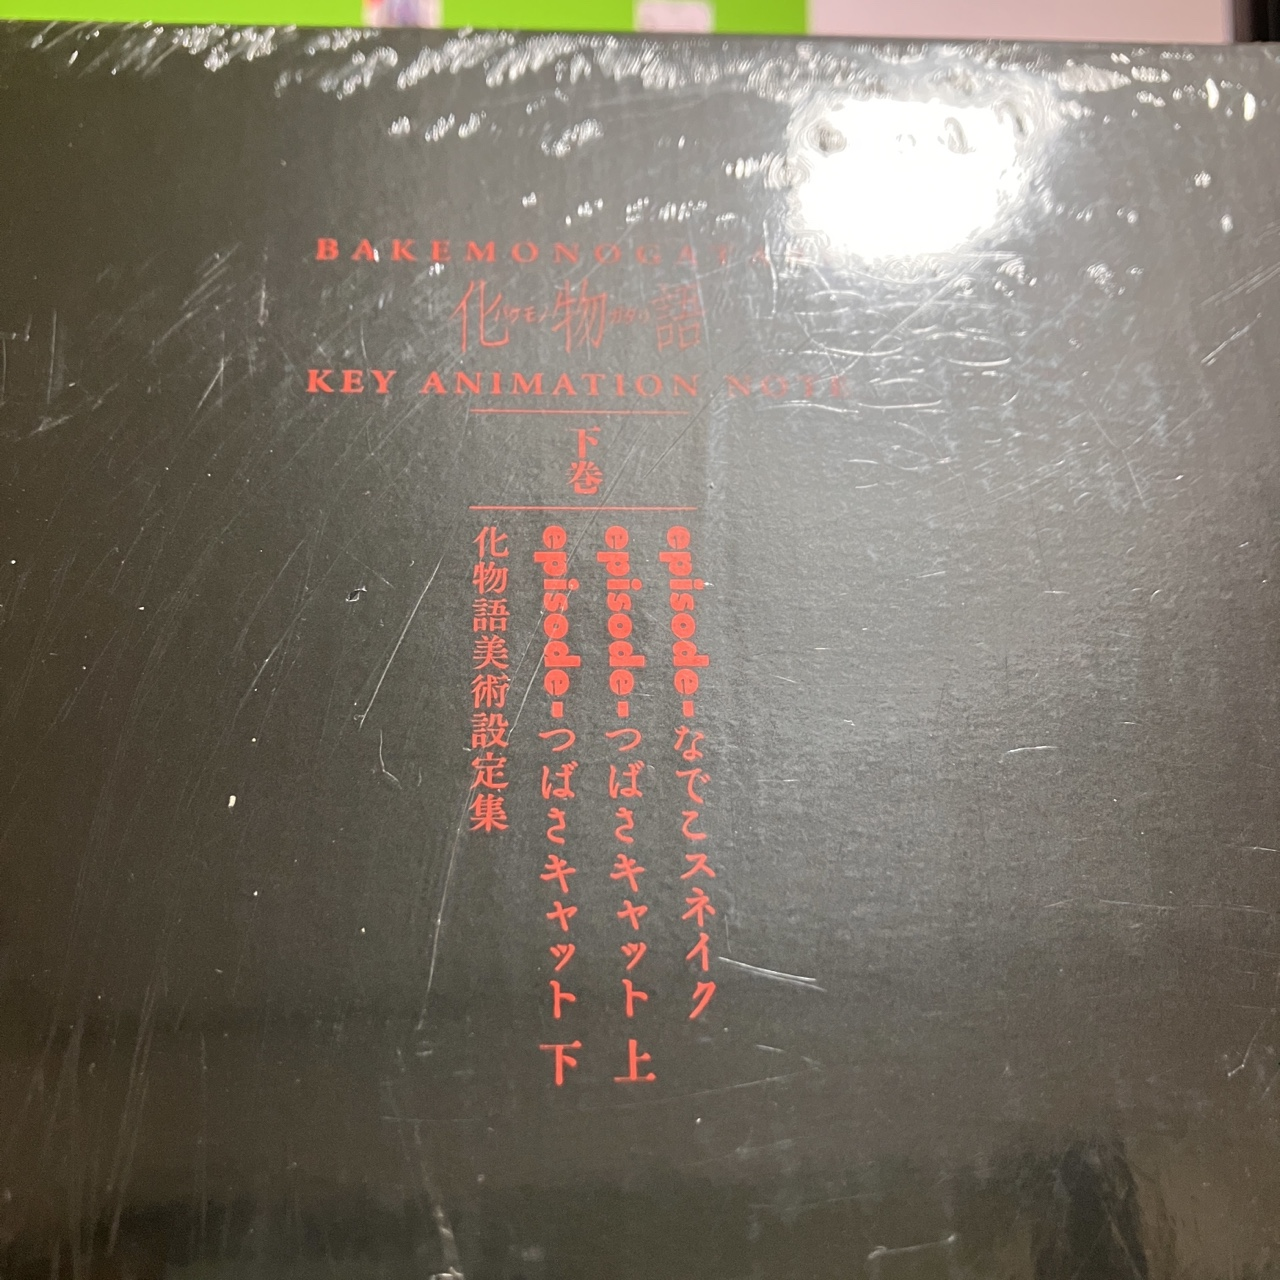 BAKEMONOGATARI
化物語
KEY ANIMATION NOTE
下巻
episode-なでこスネイク
episode-つばさキャット 上
episode-つばさキャット 下
化物語美術設定集